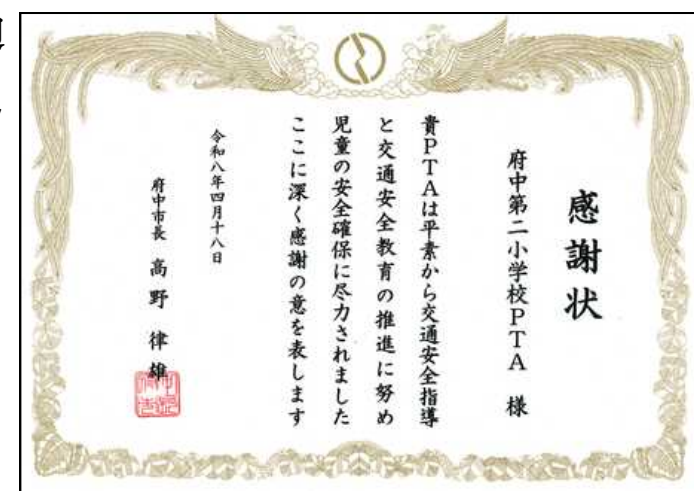 感謝状
府中第二小学校PTA 様
貴PTAは平素から交通安全指導
と交通安全教育の推進に努め
児童の安全確保に尽力されました
ここに深く感謝の意を表します
令和八年四月十八日
府中市長 高野 律雄